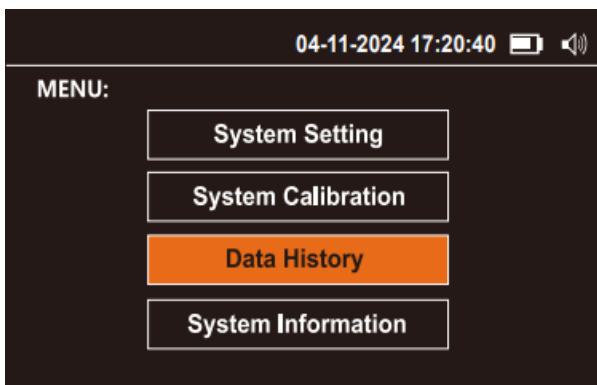 04-11-2024 17:20:40
MENU:
System Setting
System Calibration
Data History
System Information